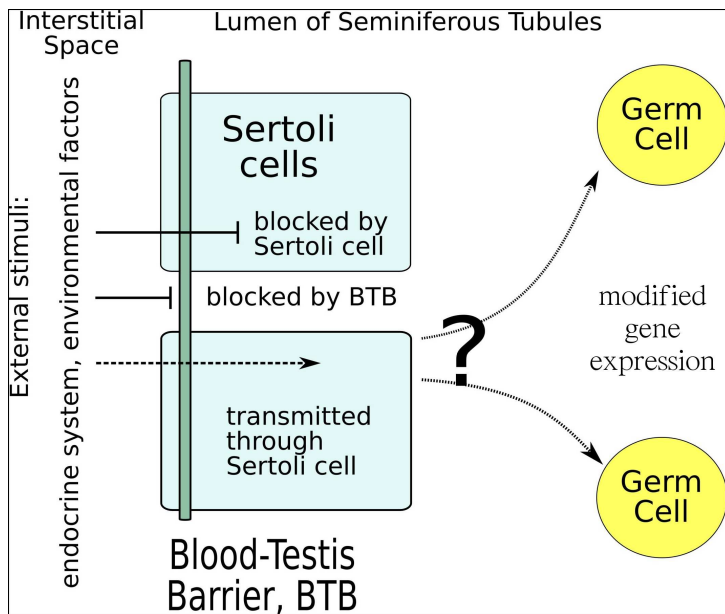 Interstitial
Space
Lumen of Seminiferous Tubules
External stimuli:
endocrine system, environmental factors
Sertoli
cells
blocked by
Sertoli cell
blocked by BTB
transmitted
through
Sertoli cell
?
Germ
Cell
modified
gene
expression
Germ
Cell
Blood-Testis
Barrier, BTB